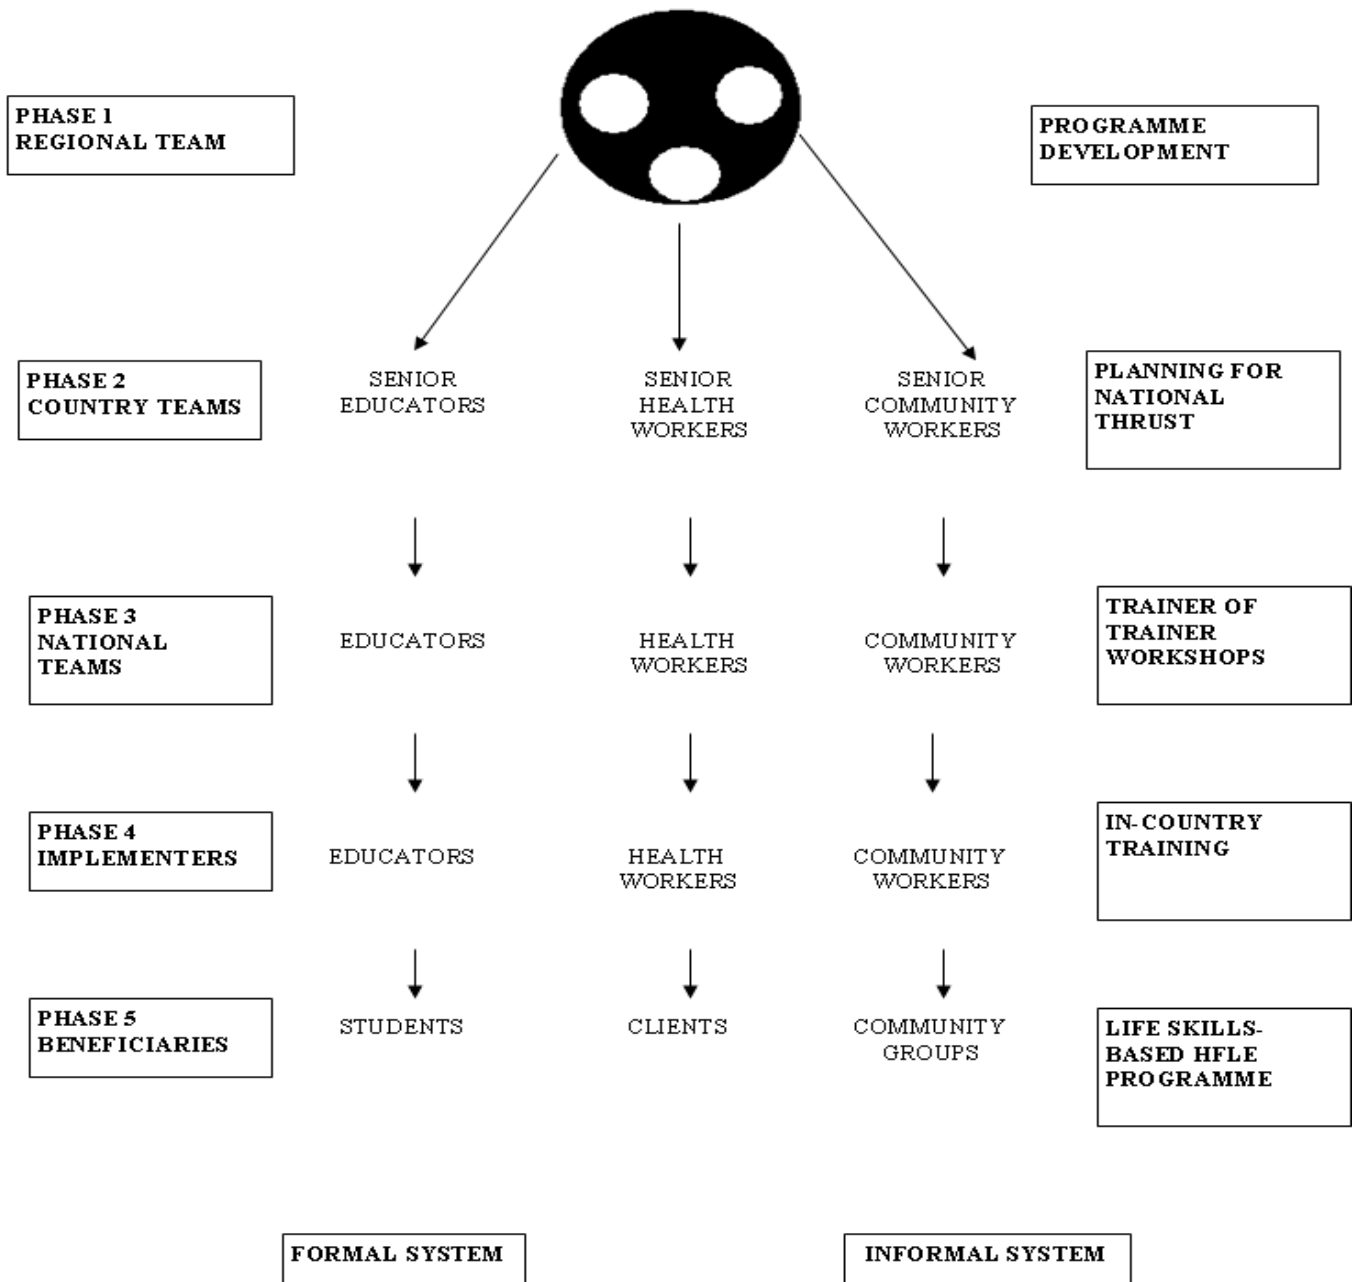 PHASE 1
REGIONAL TEAM
PROGRAMME
DEVELOPMENT
PHASE 2
COUNTRY TEAMS
SENIOR
EDUCATORS
SENIOR
HEALTH
WORKERS
SENIOR
COMMUNITY
WORKERS
PLANNING FOR
NATIONAL
THRUST
PHASE 3
NATIONAL
TEAMS
EDUCATORS
HEALTH
WORKERS
COMMUNITY
WORKERS
TRAINER OF
TRAINER
WORKSHOPS
PHASE 4
IMPLEMENTERS
EDUCATORS
HEALTH
WORKERS
COMMUNITY
WORKERS
IN-COUNTRY
TRAINING
PHASE 5
BENEFICIARIES
STUDENTS
CLIENTS
COMMUNITY
GROUPS
LIFE SKILLS-
BASED HFLE
PROGRAMME
FORMAL SYSTEM
INFORMAL SYSTEM